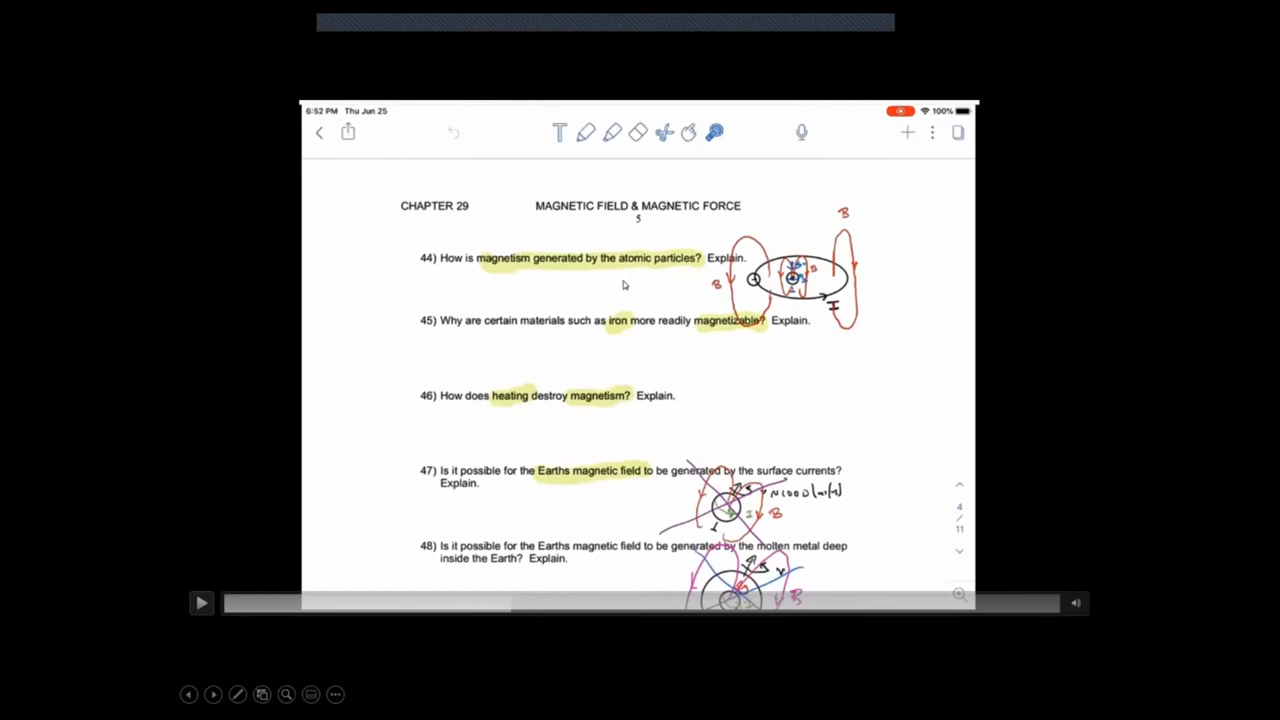 6:52 PM Thu Jun 25
100%
CHAPTER 29 MAGNETIC FIELD & MAGNETIC FORCE
5
B
44) How is magnetism generated by the atomic particles? Explain.
B
B
I
45) Why are certain materials such as iron more readily magnetizable? Explain.
46) How does heating destroy magnetism? Explain.
47) Is it possible for the Earths magnetic field to be generated by the surface currents?
Explain.
I
B
4
/
11
48) Is it possible for the Earths magnetic field to be generated by the molten metal deep
inside the Earth? Explain.
B